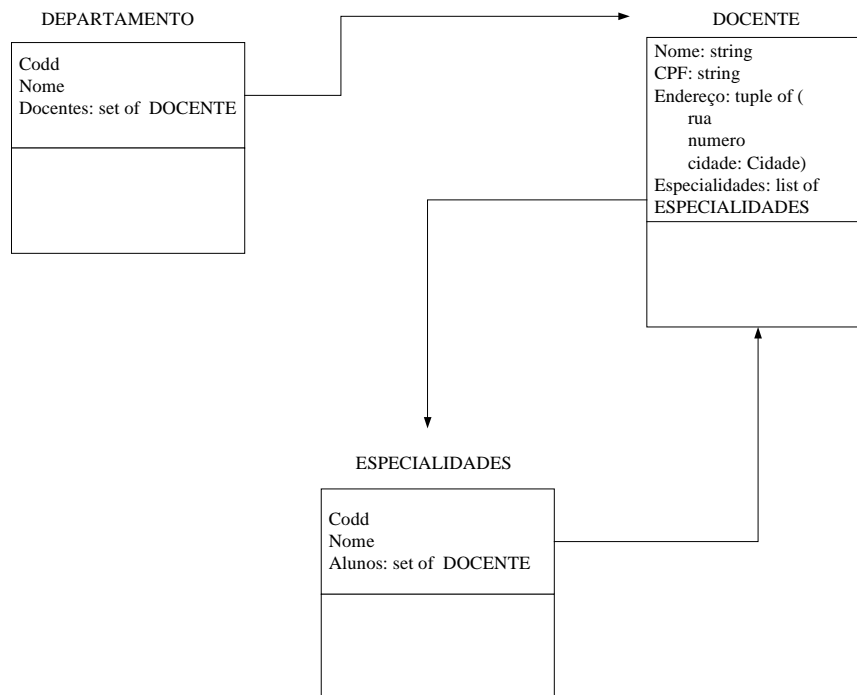 DEPARTAMENTO
Codd
Nome
Docentes: set of DOCENTE
DOCENTE
Nome: string
CPF: string
Endereço: tuple of (
rua
numero
cidade: Cidade)
Especialidades: list of
ESPECIALIDADES
ESPECIALIDADES
Codd
Nome
Alunos: set of DOCENTE